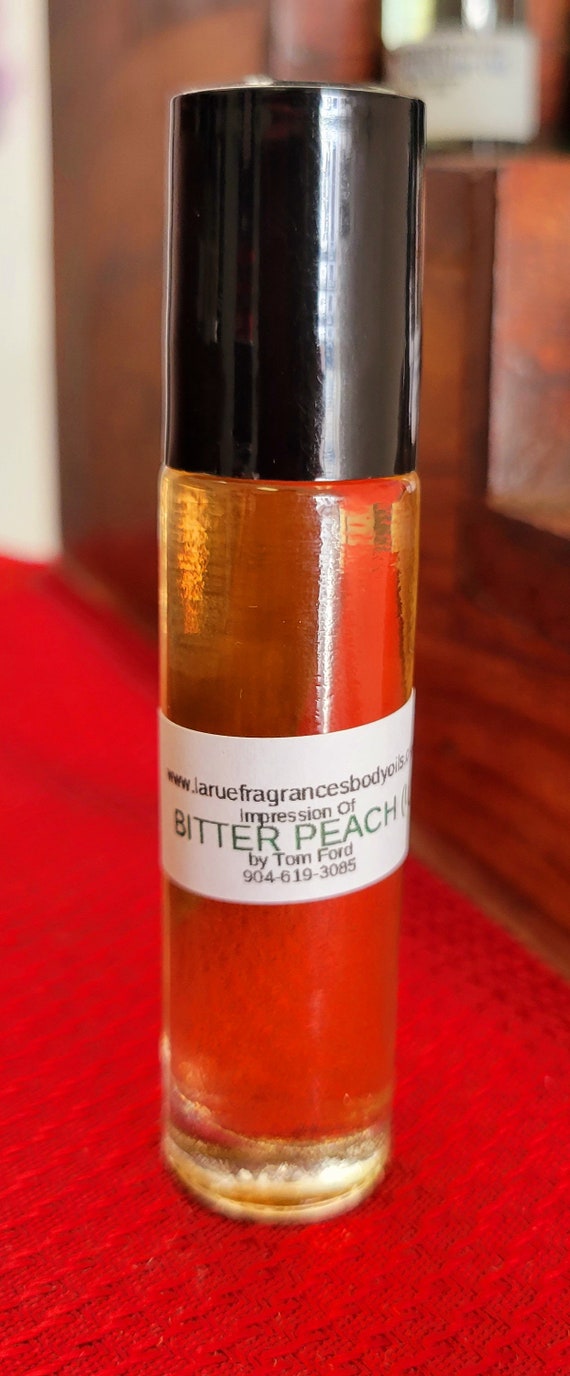 www.laruefragrancesbodyoils.
Impression Of
BITTER PEACH (
by Tom Ford
904-619-3085